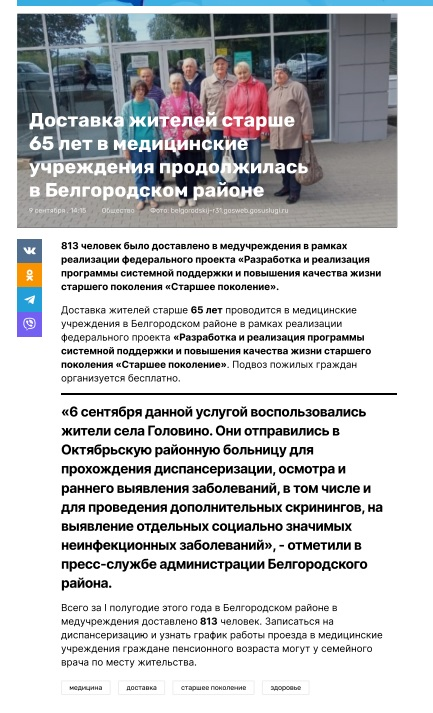 Доставка жителей старше
65 лет в медицинские
учреждения продолжилась
в Белгородском районе
9 сентября, 14:15 Общество Фото: belgorodskij-r31.gosweb.gosuslugi.ru
813 человек было доставлено в медучреждения в рамках
реализации федерального проекта «Разработка и реализация
программы системной поддержки и повышения качества жизни
старшего поколения «Старшее поколение».
Доставка жителей старше 65 лет проводится в медицинские
учреждения в Белгородском районе в рамках реализации
федерального проекта «Разработка и реализация программы
системной поддержки и повышения качества жизни старшего
поколения «Старшее поколение». Подвоз пожилых граждан
организуется бесплатно.
«6 сентября данной услугой воспользовались
жители села Головино. Они отправились в
Октябрьскую районную больницу для
прохождения диспансеризации, осмотра и
раннего выявления заболеваний, в том числе и
для проведения дополнительных скринингов, на
выявление отдельных социально значимых
неинфекционных заболеваний», - отметили в
пресс-службе администрации Белгородского
района.
Всего за I полугодие этого года в Белгородском районе в
медучреждения доставлено 813 человек. Записаться на
диспансеризацию и узнать график работы проезда в медицинские
учреждения граждане пенсионного возраста могут у семейного
врача по месту жительства.
медицина доставка старшее поколение здоровье